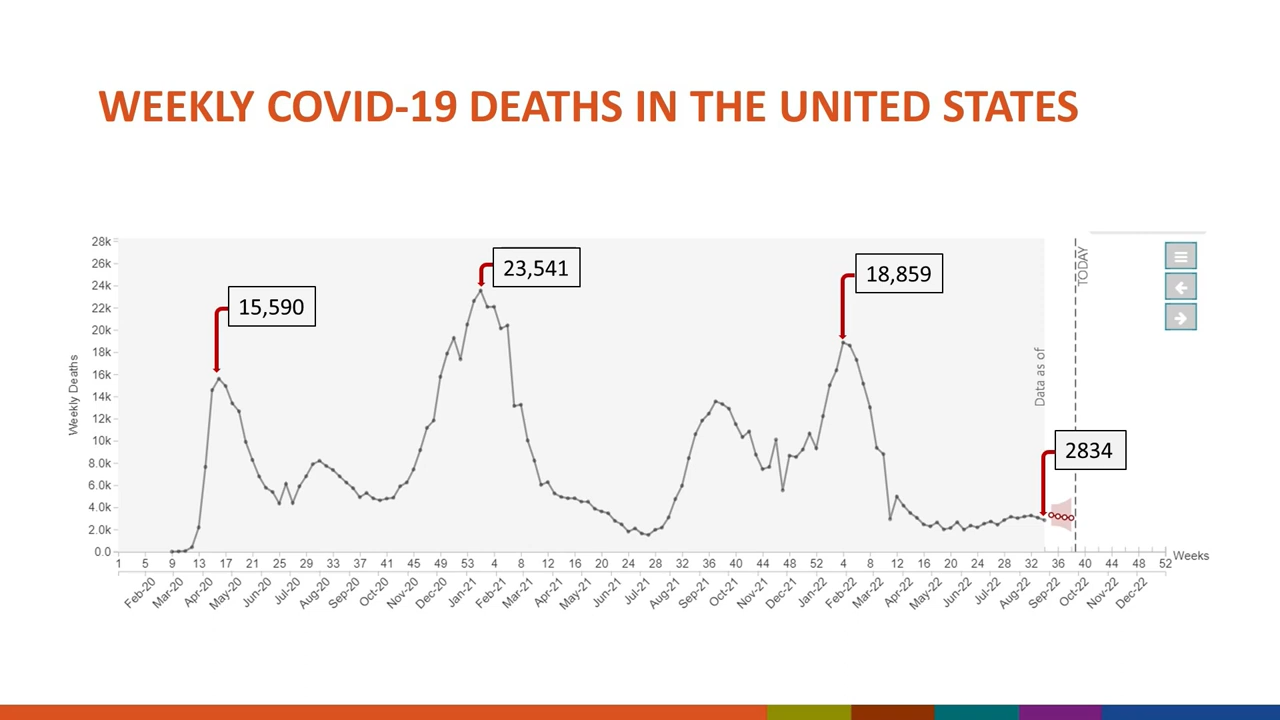 WEEKLY COVID-19 DEATHS IN THE UNITED STATES
28k
26k
24k
22k
20k
18k
16k
14k
12k
10k
8.0k
6.0k
4.0k
2.0k
0.0
Weekly Deaths
15,590
23,541
18,859
2834
Data as of
TODAY
1 5 9 13 17 21 25 29 33 37 41 45 49 53 4 8 12 16 20 24 28 32 36 40 44 48 52 4 8 12 16 20 24 28 32 36 40 44 48 52
Weeks
Feb-20 Mar-20 Apr-20 May-20 Jun-20 Jul-20 Aug-20 Sep-20 Oct-20 Nov-20 Dec-20 Jan-21 Feb-21 Mar-21 Apr-21 May-21 Jun-21 Jul-21 Aug-21 Sep-21 Oct-21 Nov-21 Dec-21 Jan-22 Feb-22 Mar-22 Apr-22 May-22 Jun-22 Jul-22 Aug-22 Sep-22 Oct-22 Nov-22 Dec-22